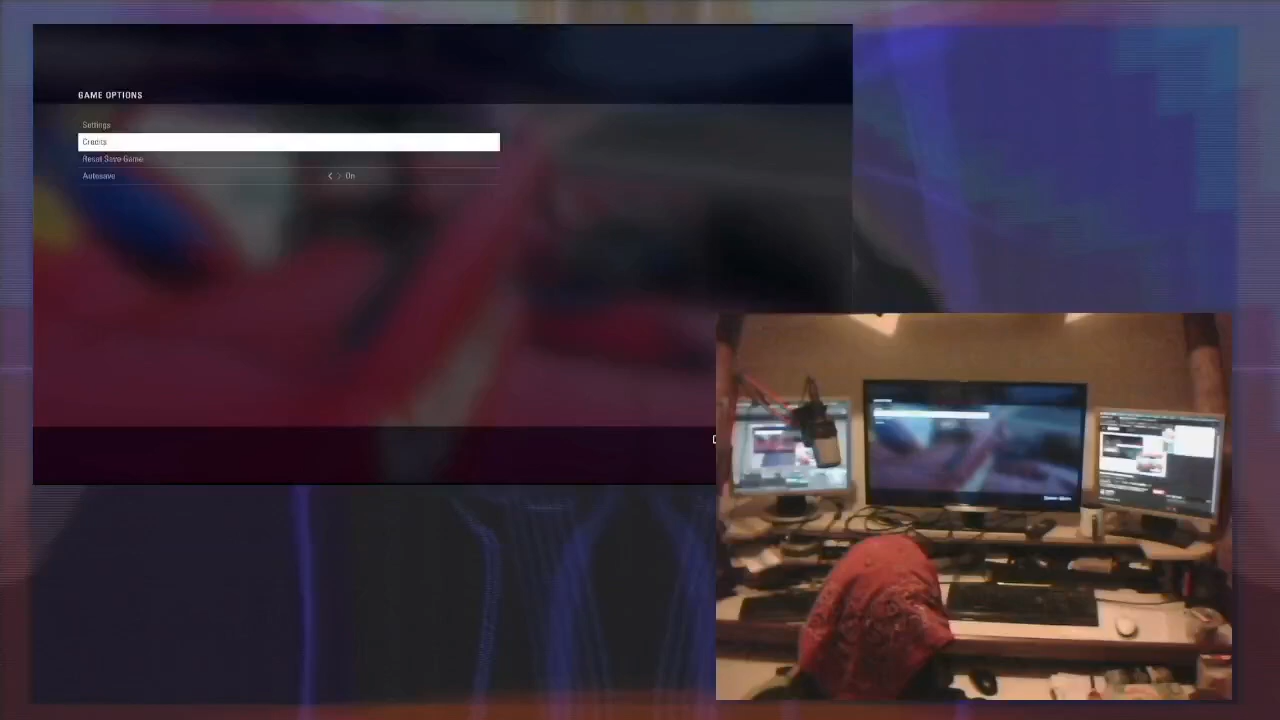 GAME OPTIONS
Settings
Credits
Reset Save Game
Autosave < > On